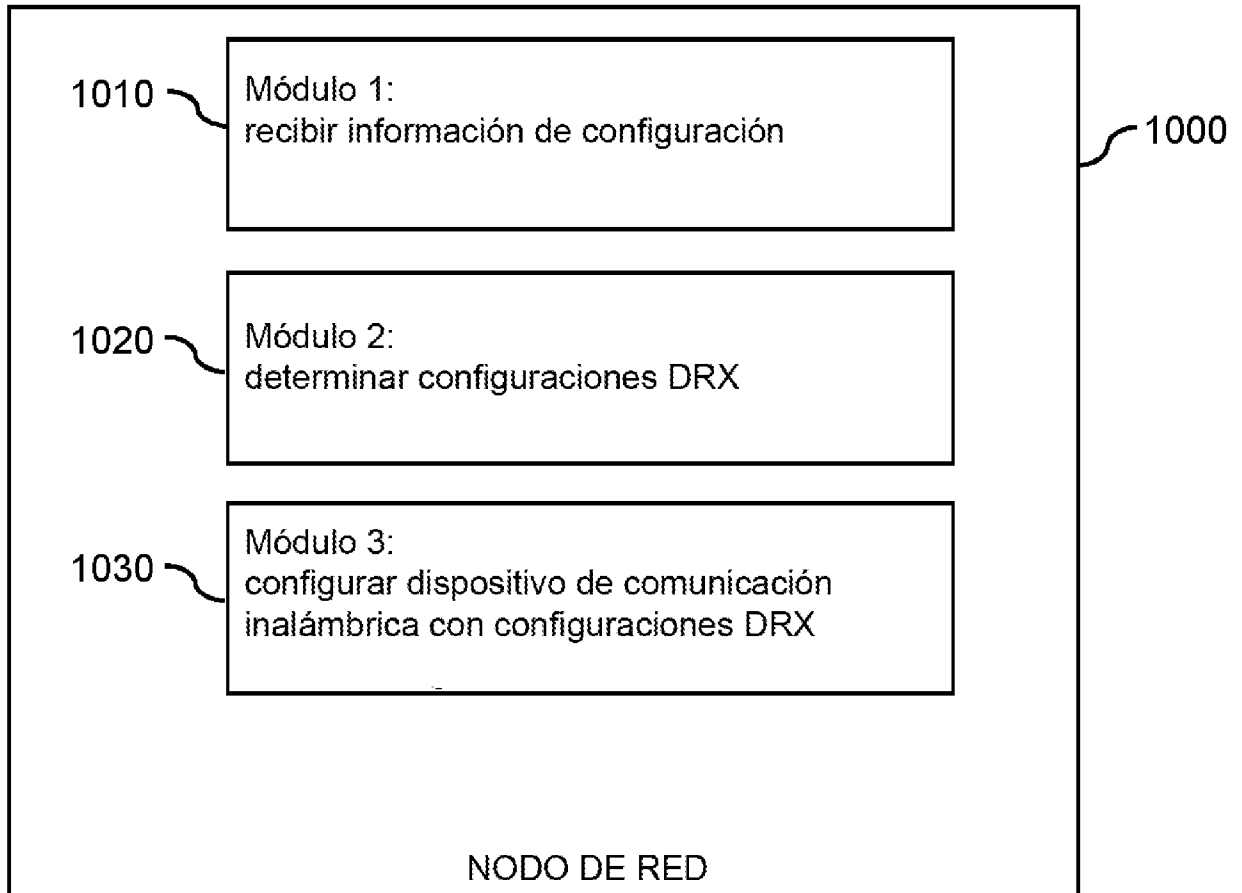 1010
Módulo 1:
recibir información de configuración
1000
1020
Módulo 2:
determinar configuraciones DRX
1030
Módulo 3:
configurar dispositivo de comunicación
inalámbrica con configuraciones DRX
NODO DE RED